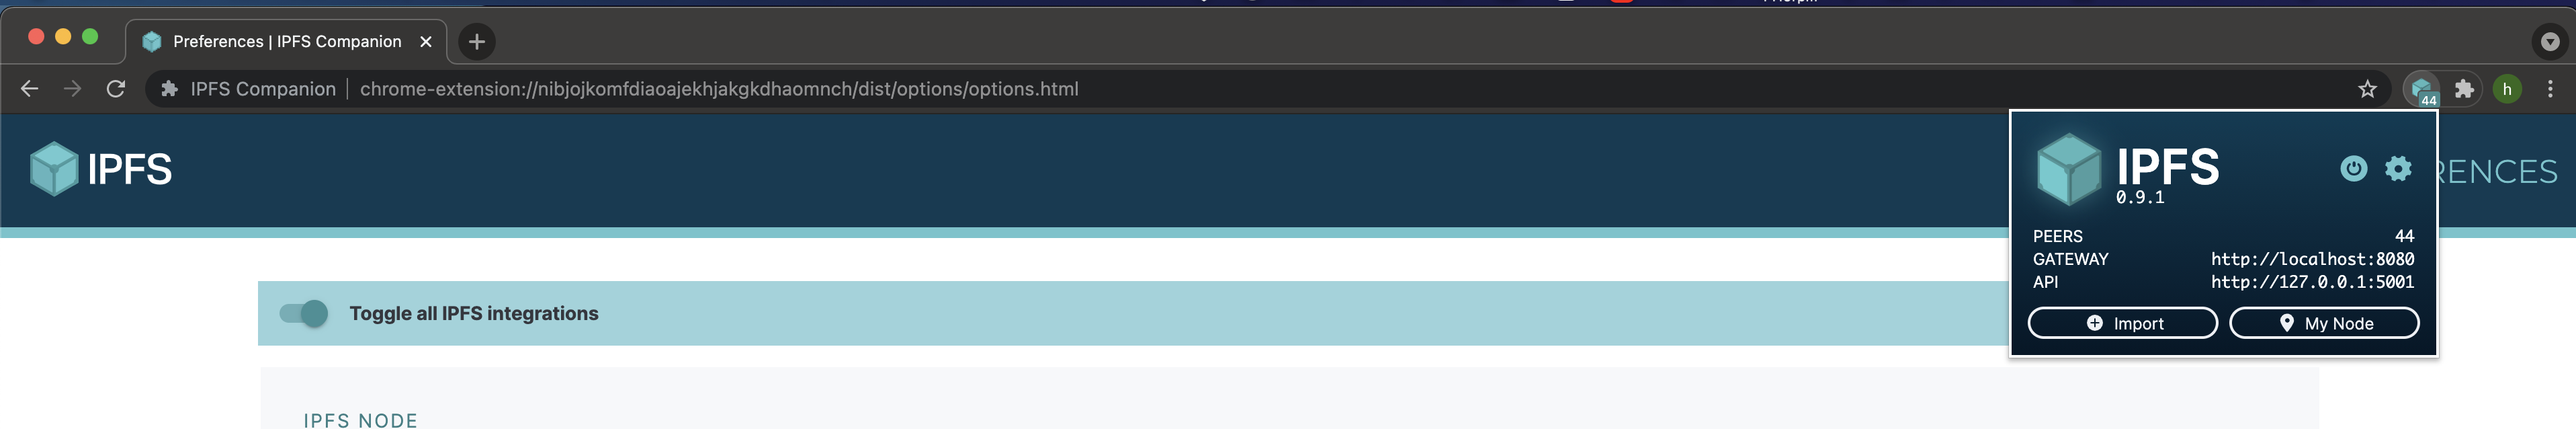 Preferences | IPFS Companion
IPFS Companion | chrome-extension://nibjojkomfdiaoajekhjakgkdhaomnch/dist/options/options.html
44
h
IPFS
RENCES
IPFS
0.9.1
PEERS 44
GATEWAY http://localhost:8080
API http://127.0.0.1:5001
Import
My Node
Toggle all IPFS integrations
IPFS NODE